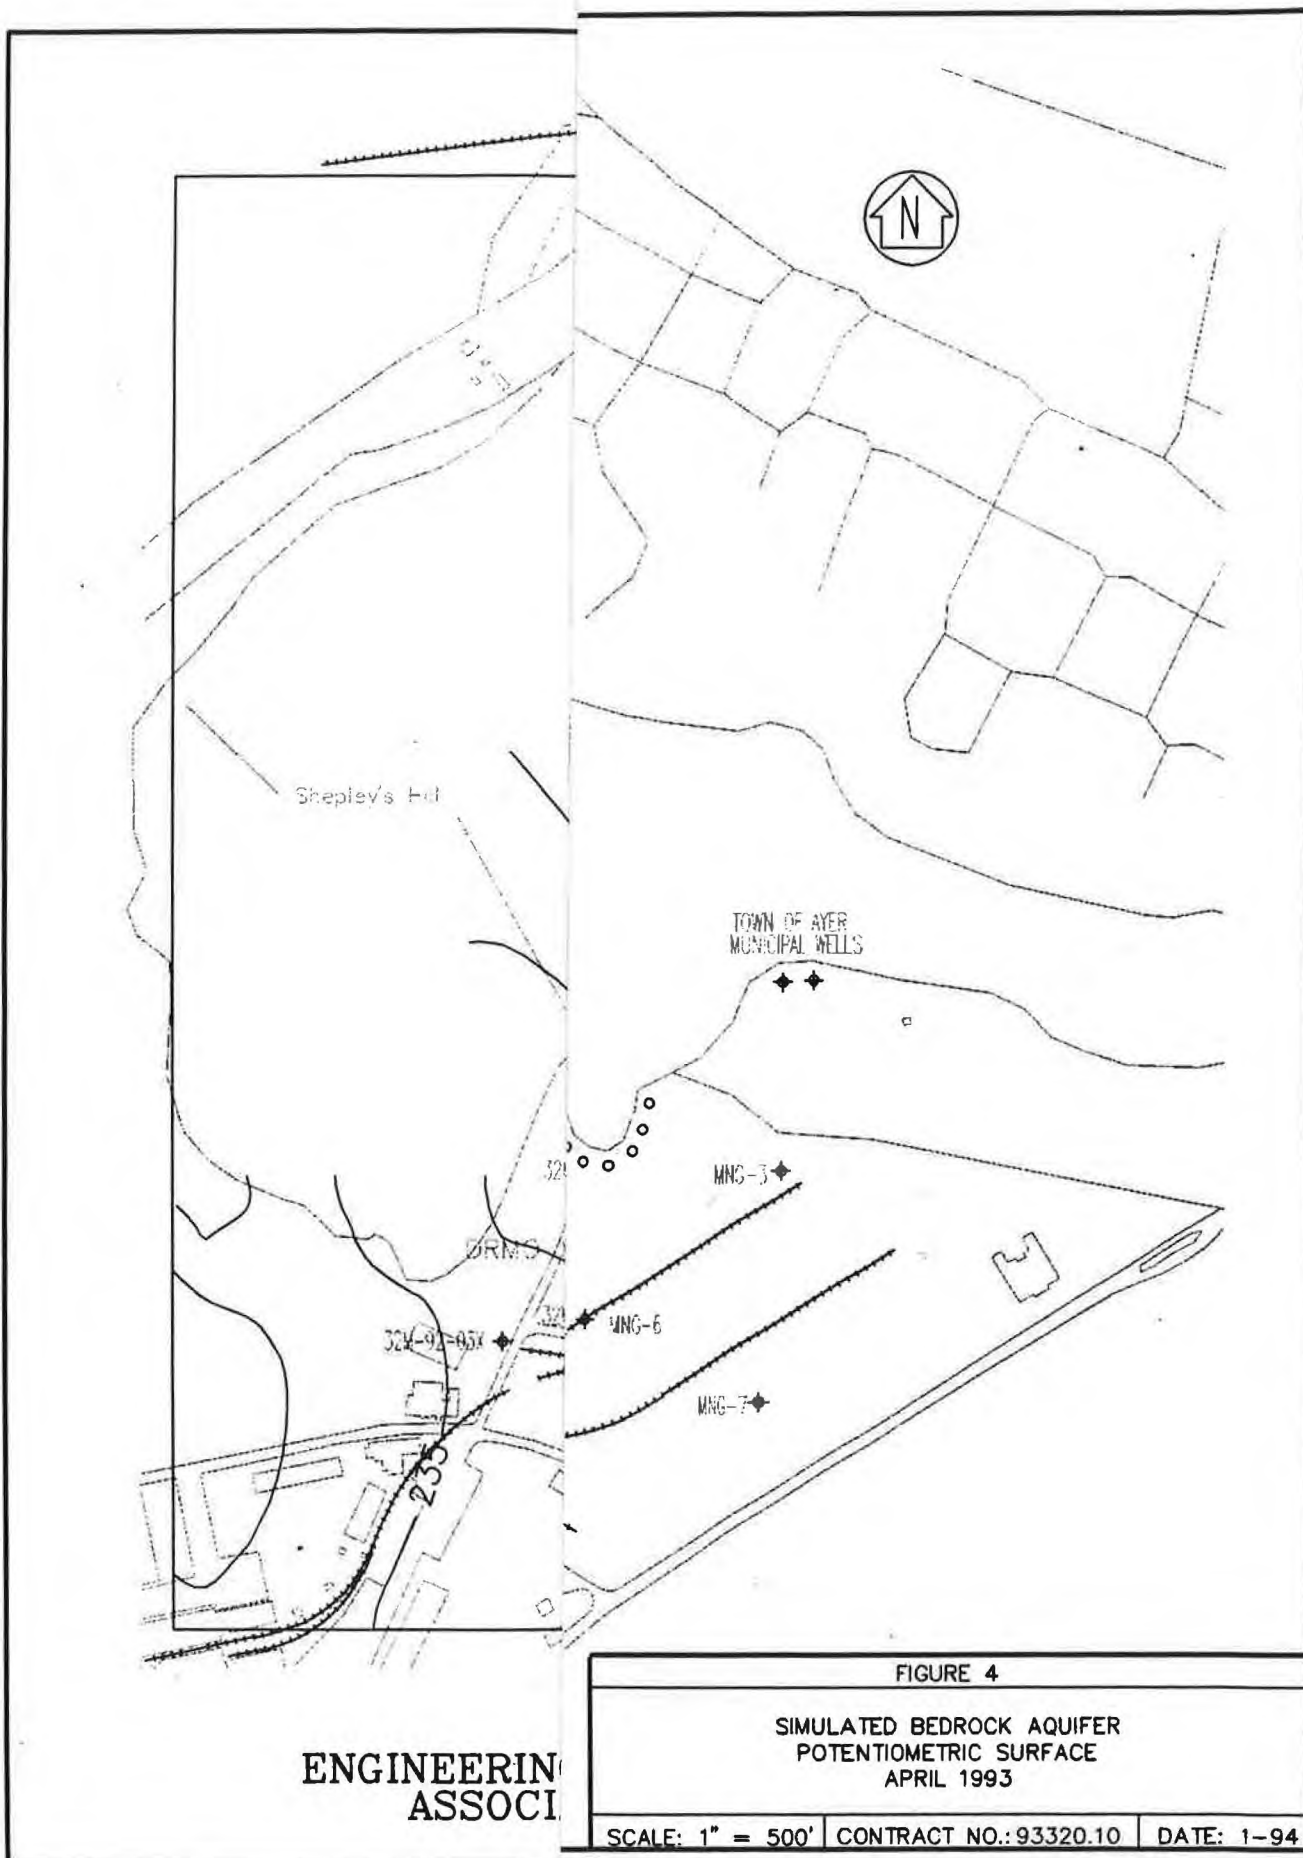 N
Shepley's Hill
TOWN OF AYER
MUNICIPAL WELLS
MNG-3
DRMO
MNG-6
32M-92-03X
MNG-7
235
ENGINEERIN
ASSOCI
FIGURE 4
SIMULATED BEDROCK AQUIFER
POTENTIOMETRIC SURFACE
APRIL 1993
SCALE: 1" = 500'
CONTRACT NO.: 93320.10
DATE: 1-94